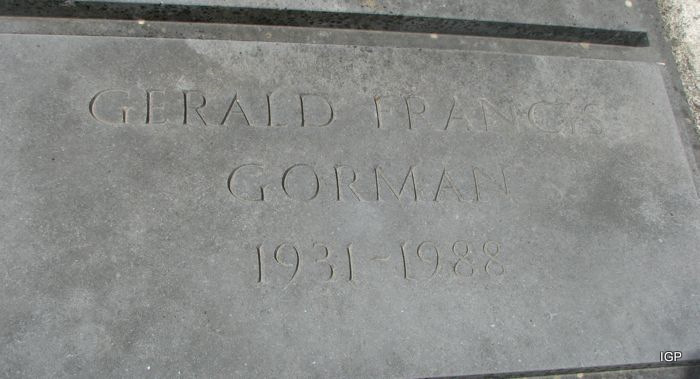 GERALD FRANCIS
GORMAN
1931~1988
IGP